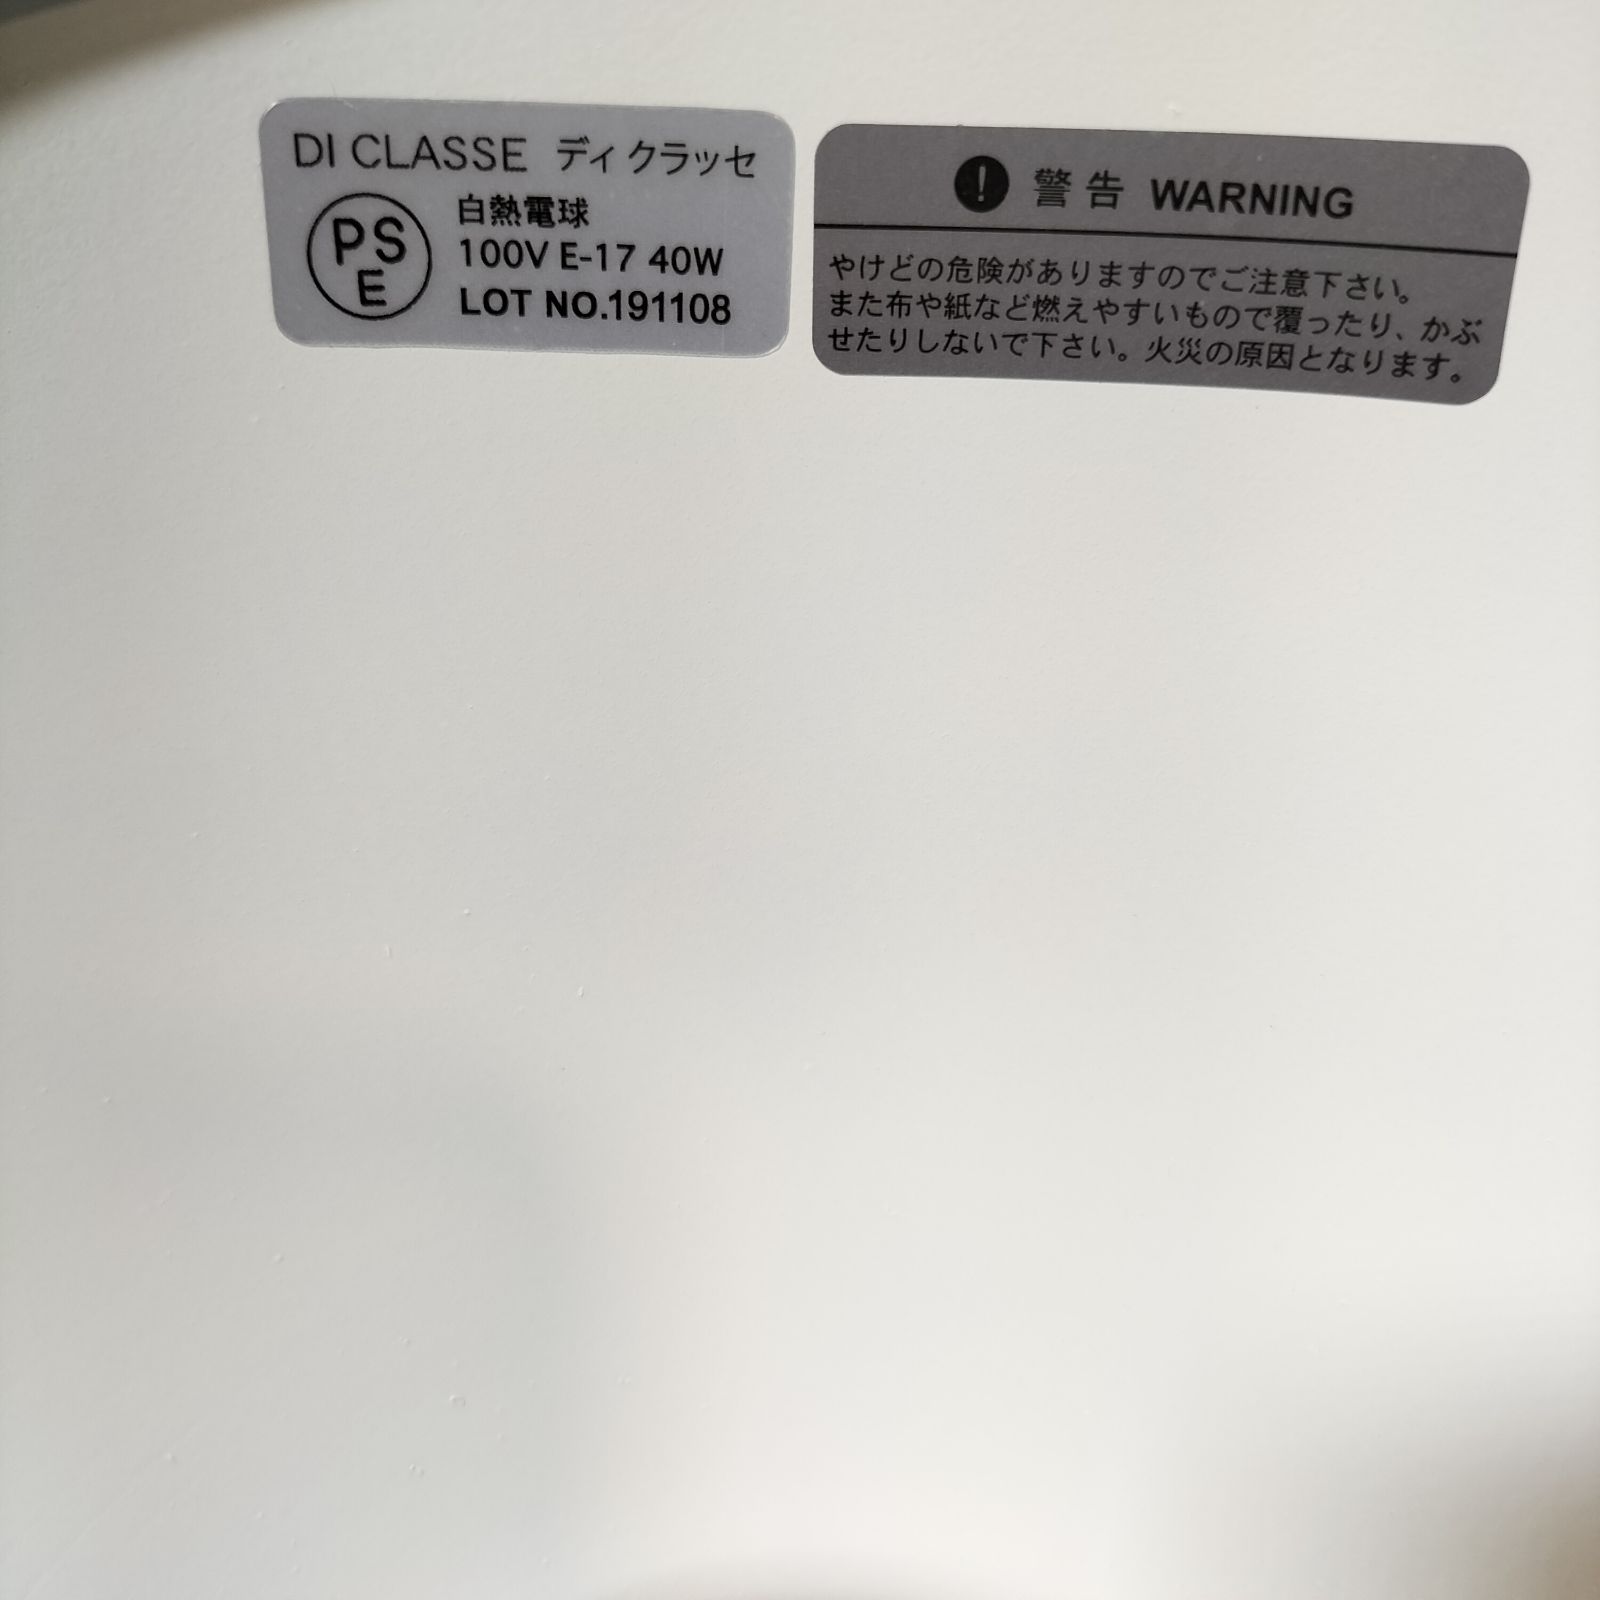 DI CLASSE ディ クラッセ
PS
E
白熱電球
100V E-17 40W
LOT NO.191108
! 警告 WARNING
やけどの危険がありますのでご注意下さい。
また布や紙など燃えやすいもので覆ったり、かぶ
せたりしないで下さい。火災の原因となります。